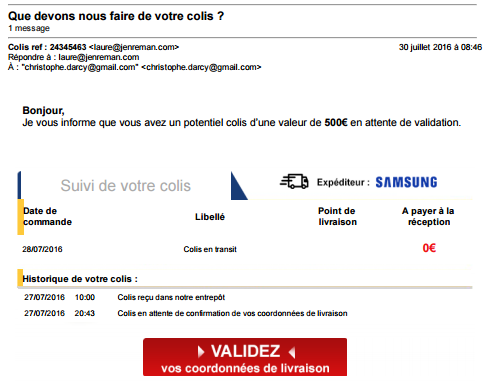 Que devons nous faire de votre colis ?
1 message
Colis ref : 24345463 <laure@jenreman.com> 30 juillet 2016 à 08:46
Répondre à : laure@jenreman.com
À : "christophe.darcy@gmail.com" <christophe.darcy@gmail.com>
Bonjour,
Je vous informe que vous avez un potentiel colis d'une valeur de 500€ en attente de validation.
Suivi de votre colis Expéditeur : SAMSUNG
Date de commande Libellé Point de livraison A payer à la réception
28/07/2016 Colis en transit 0€
Historique de votre colis :
27/07/2016 10:00 Colis reçu dans notre entrepôt
27/07/2016 20:43 Colis en attente de confirmation de vos coordonnées de livraison
VALIDEZ
vos coordonnées de livraison